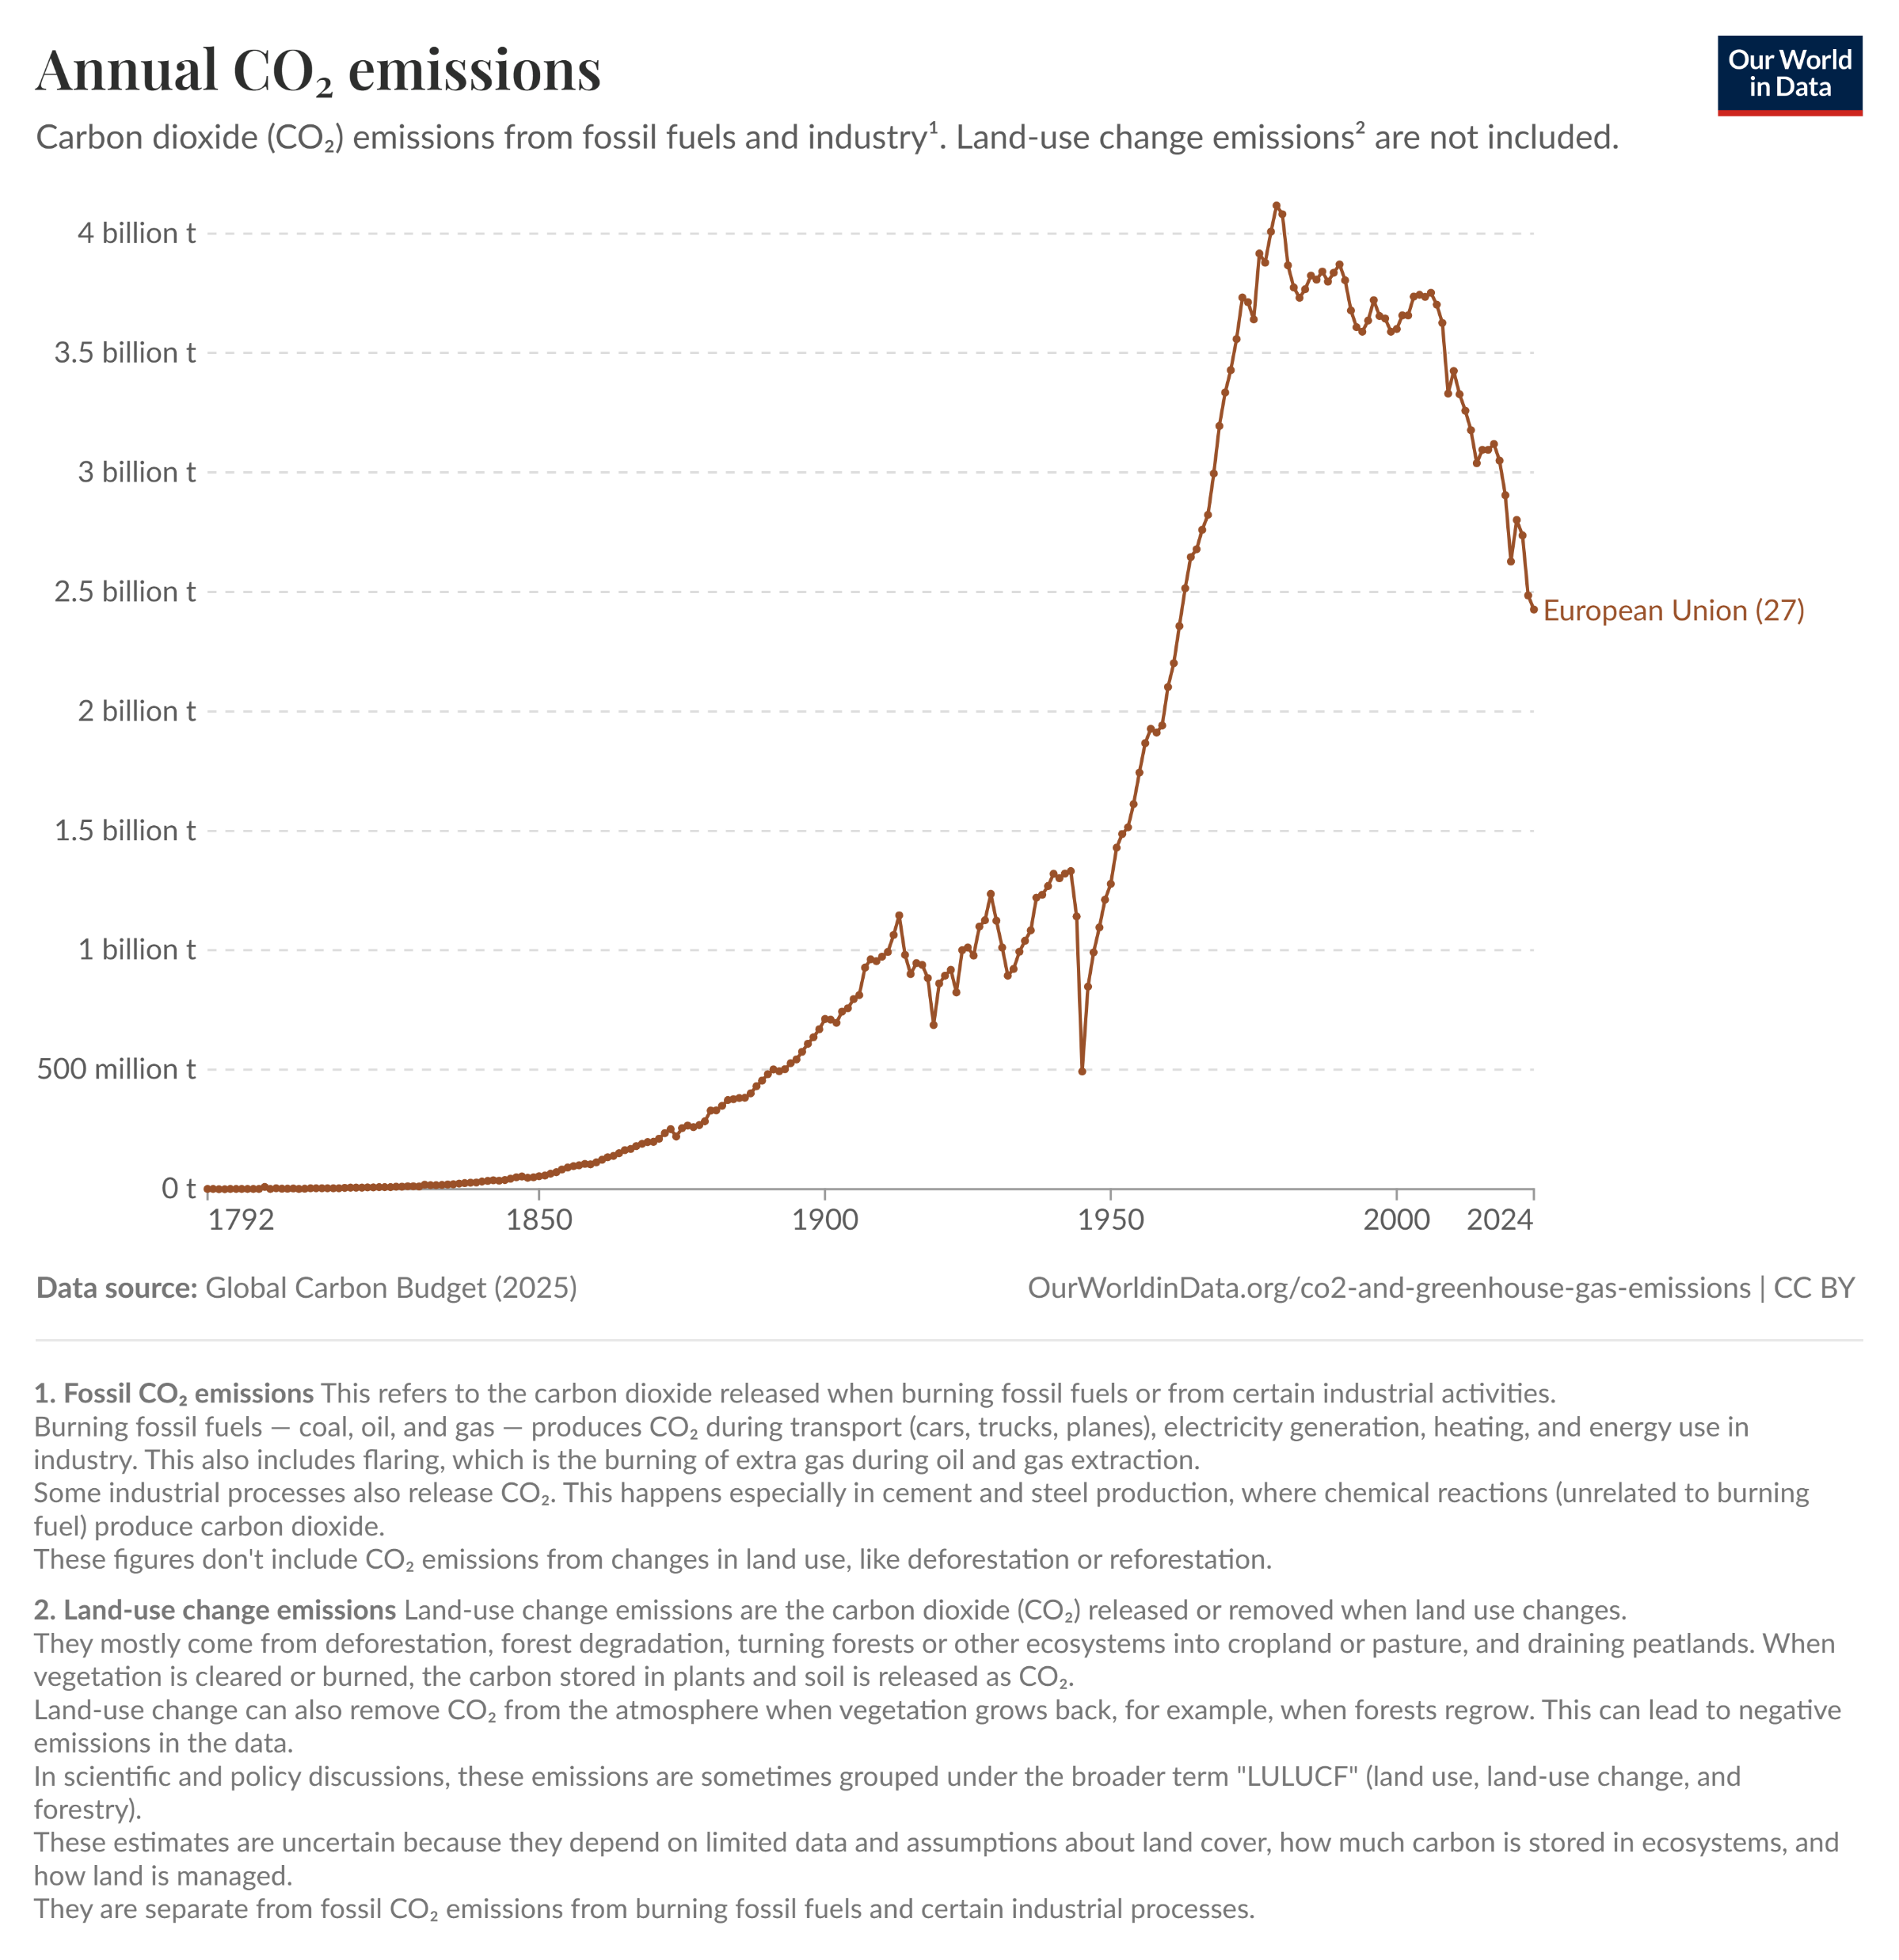 Annual CO₂ emissions
Our World
in Data
Carbon dioxide (CO₂) emissions from fossil fuels and industry¹. Land-use change emissions² are not included.
4 billion t
3.5 billion t
3 billion t
2.5 billion t
European Union (27)
2 billion t
1.5 billion t
1 billion t
500 million t
0 t
1792
1850
1900
1950
2000
2024
Data source: Global Carbon Budget (2025)
OurWorldinData.org/co2-and-greenhouse-gas-emissions | CC BY
1. Fossil CO₂ emissions This refers to the carbon dioxide released when burning fossil fuels or from certain industrial activities.
Burning fossil fuels — coal, oil, and gas — produces CO₂ during transport (cars, trucks, planes), electricity generation, heating, and energy use in
industry. This also includes flaring, which is the burning of extra gas during oil and gas extraction.
Some industrial processes also release CO₂. This happens especially in cement and steel production, where chemical reactions (unrelated to burning
fuel) produce carbon dioxide.
These figures don't include CO₂ emissions from changes in land use, like deforestation or reforestation.
2. Land-use change emissions Land-use change emissions are the carbon dioxide (CO₂) released or removed when land use changes.
They mostly come from deforestation, forest degradation, turning forests or other ecosystems into cropland or pasture, and draining peatlands. When
vegetation is cleared or burned, the carbon stored in plants and soil is released as CO₂.
Land-use change can also remove CO₂ from the atmosphere when vegetation grows back, for example, when forests regrow. This can lead to negative
emissions in the data.
In scientific and policy discussions, these emissions are sometimes grouped under the broader term "LULUCF" (land use, land-use change, and
forestry).
These estimates are uncertain because they depend on limited data and assumptions about land cover, how much carbon is stored in ecosystems, and
how land is managed.
They are separate from fossil CO₂ emissions from burning fossil fuels and certain industrial processes.